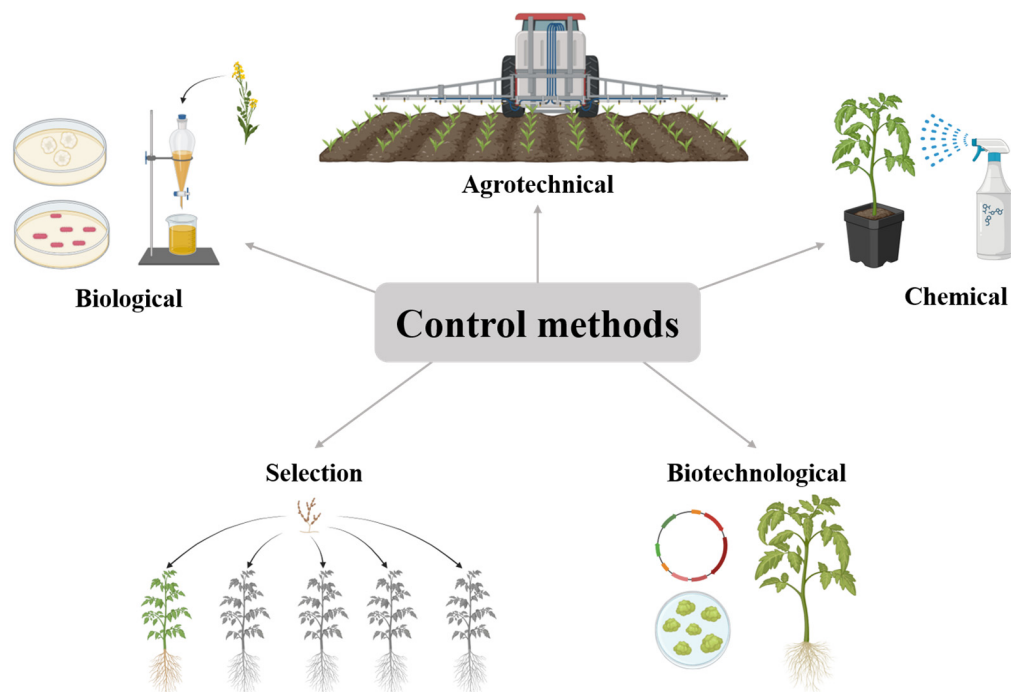 Agrotechnical
Biological
Chemical
Control methods
Selection
Biotechnological